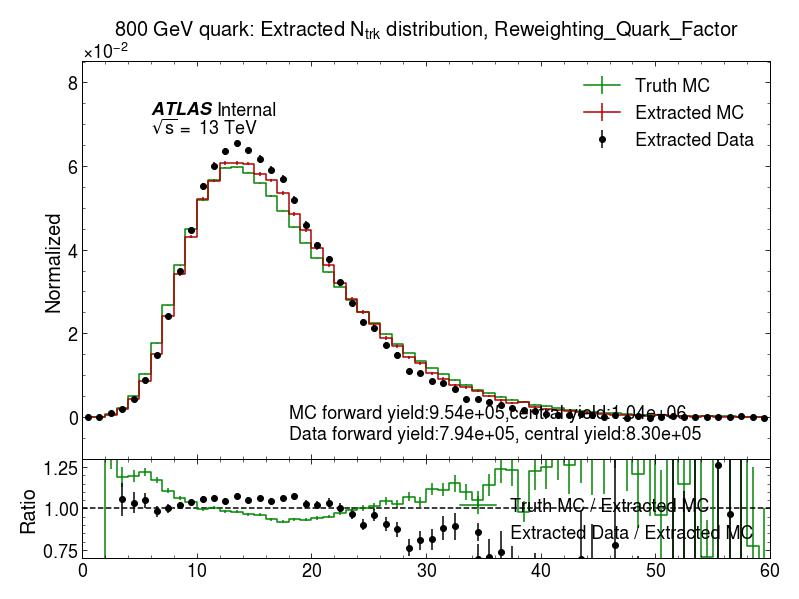 800 GeV quark: Extracted N_trk distribution, Reweighting_Quark_Factor
×10⁻²
ATLAS Internal
√s = 13 TeV
Truth MC
Extracted MC
Extracted Data
Normalized
8
6
4
2
0
MC forward yield:9.54e+05,central yield:1.04e+06
Data forward yield:7.94e+05, central yield:8.30e+05
Ratio
1.25
1.00
0.75
Truth MC / Extracted MC
Extracted Data / Extracted MC
0 10 20 30 40 50 60